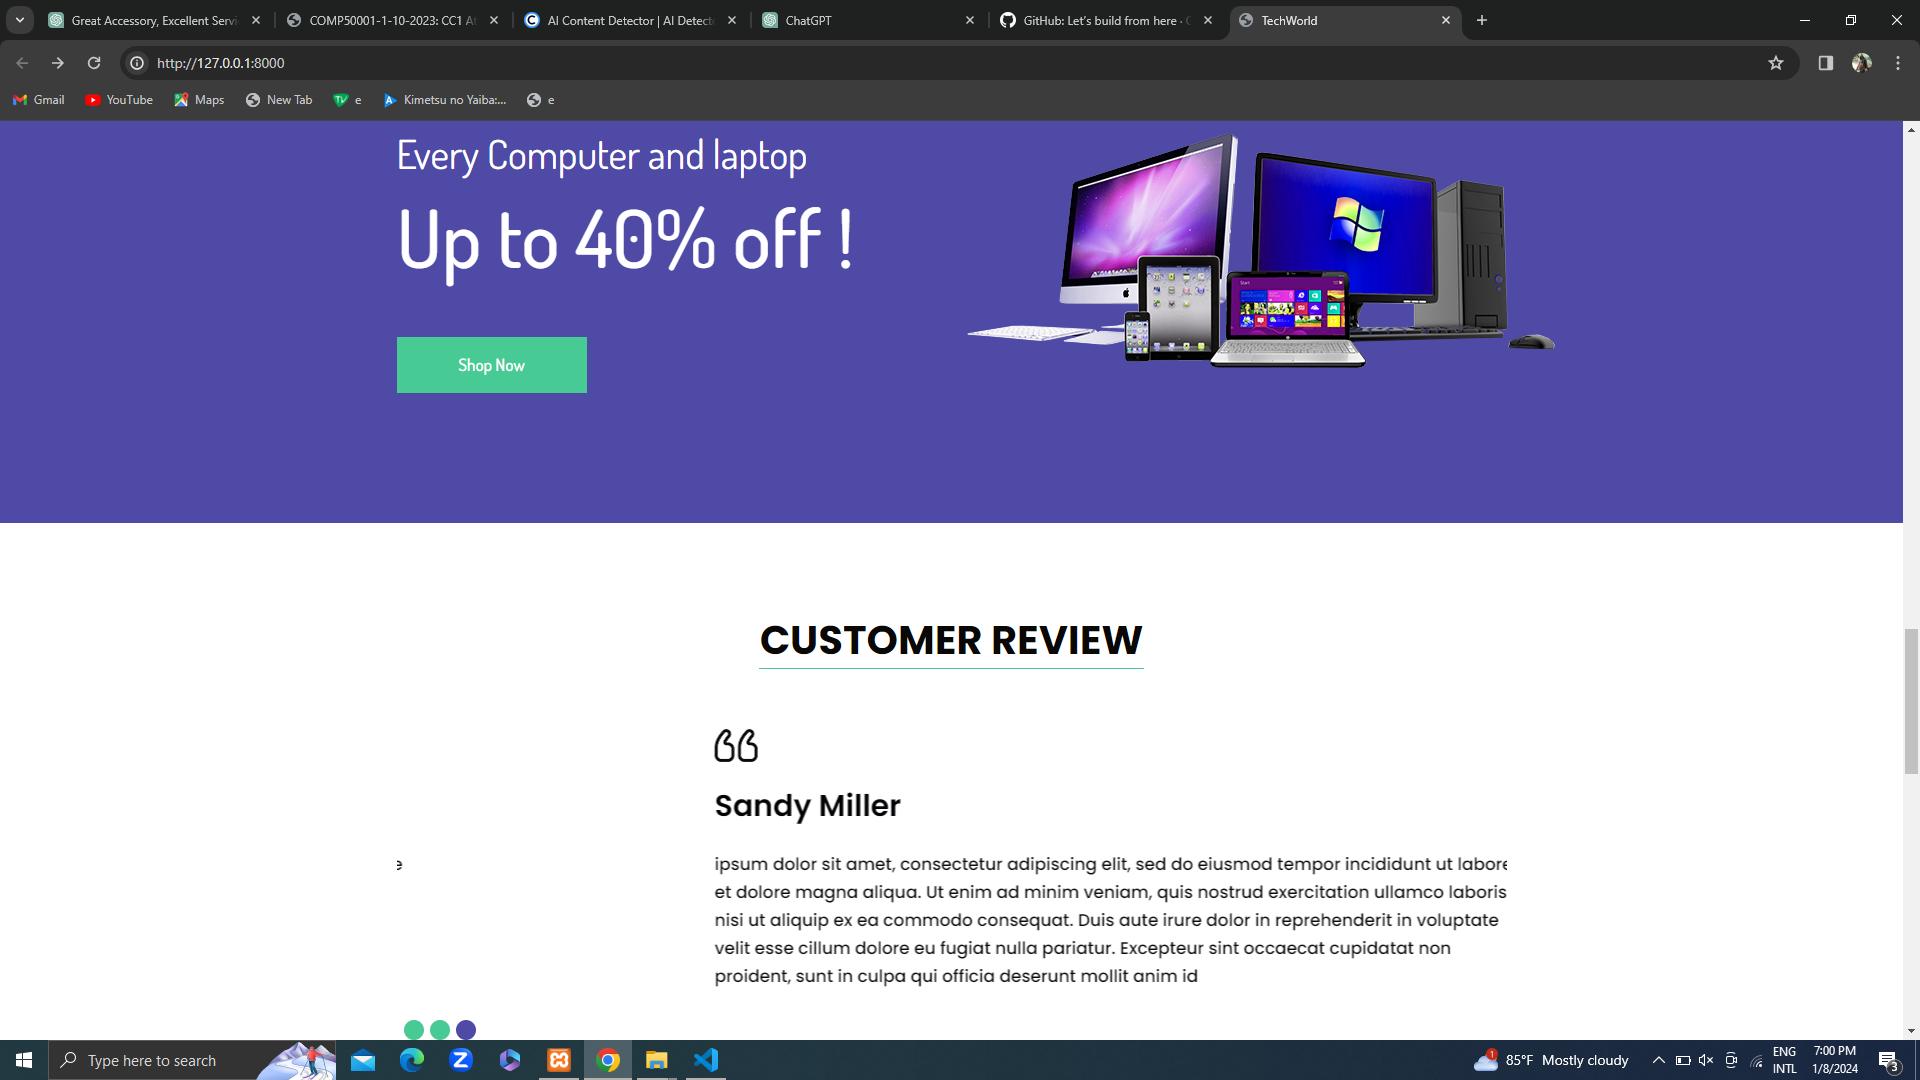 Great Accessory, Excellent Servi
COMP50001-1-10-2023: CC1 A
AI Content Detector | AI Detect
ChatGPT
GitHub: Let's build from here ·
TechWorld
http://127.0.0.1:8000
Gmail
YouTube
Maps
New Tab
e
Kimetsu no Yaiba:...
e
Every Computer and laptop
Up to 40% off !
Shop Now
CUSTOMER REVIEW
Sandy Miller
e
ipsum dolor sit amet, consectetur adipiscing elit, sed do eiusmod tempor incididunt ut labore
et dolore magna aliqua. Ut enim ad minim veniam, quis nostrud exercitation ullamco laboris
nisi ut aliquip ex ea commodo consequat. Duis aute irure dolor in reprehenderit in voluptate
velit esse cillum dolore eu fugiat nulla pariatur. Excepteur sint occaecat cupidatat non
proident, sunt in culpa qui officia deserunt mollit anim id
Type here to search
1
85°F Mostly cloudy
ENG
INTL
7:00 PM
1/8/2024
3